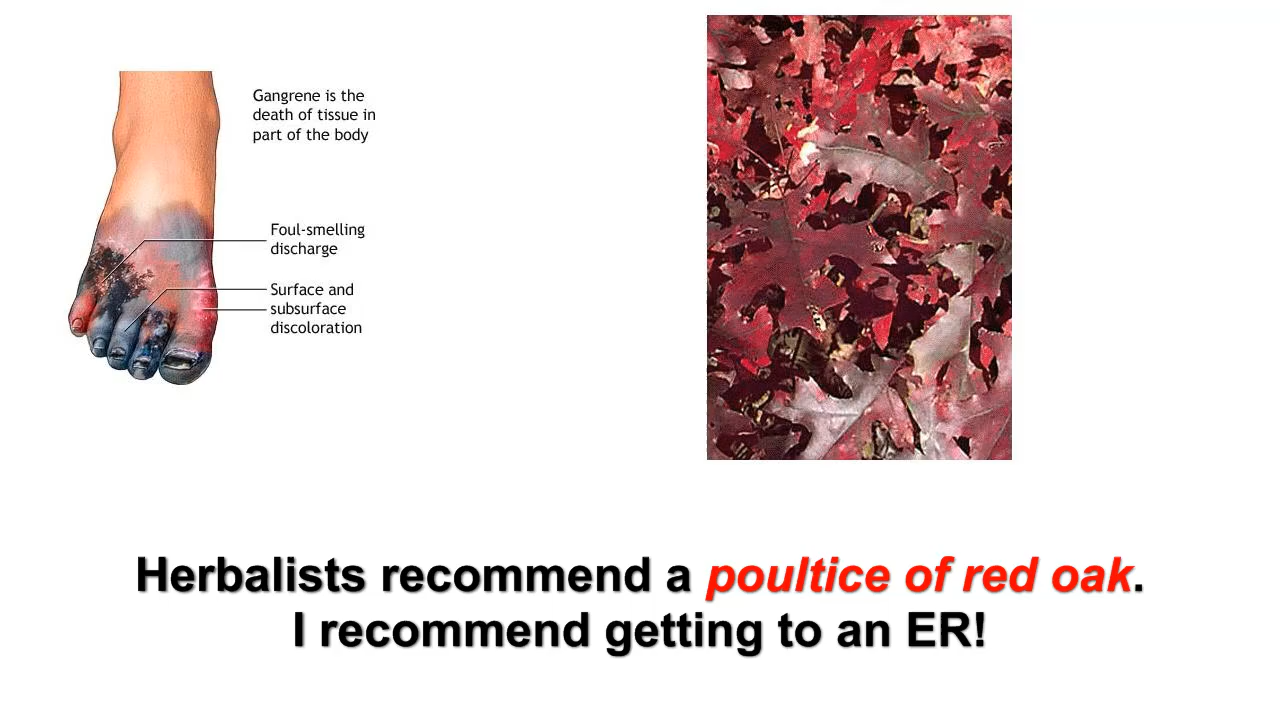 Gangrene is the
death of tissue in
part of the body
Foul-smelling
discharge
Surface and
subsurface
discoloration
Herbalists recommend a poultice of red oak.
I recommend getting to an ER!